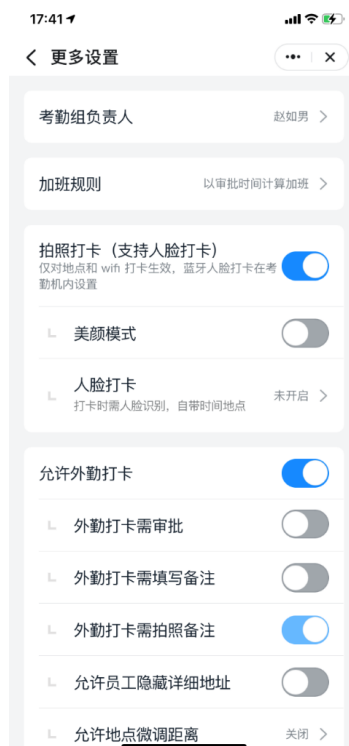 17:41
更多设置
考勤组负责人 赵如男
加班规则 以审批时间计算加班
拍照打卡（支持人脸打卡）
仅对地点和 wifi 打卡生效，蓝牙人脸打卡在考
勤机内设置
美颜模式
人脸打卡
打卡时需人脸识别，自带时间地点
未开启
允许外勤打卡
外勤打卡需审批
外勤打卡需填写备注
外勤打卡需拍照备注
允许员工隐藏详细地址
允许地点微调距离 关闭